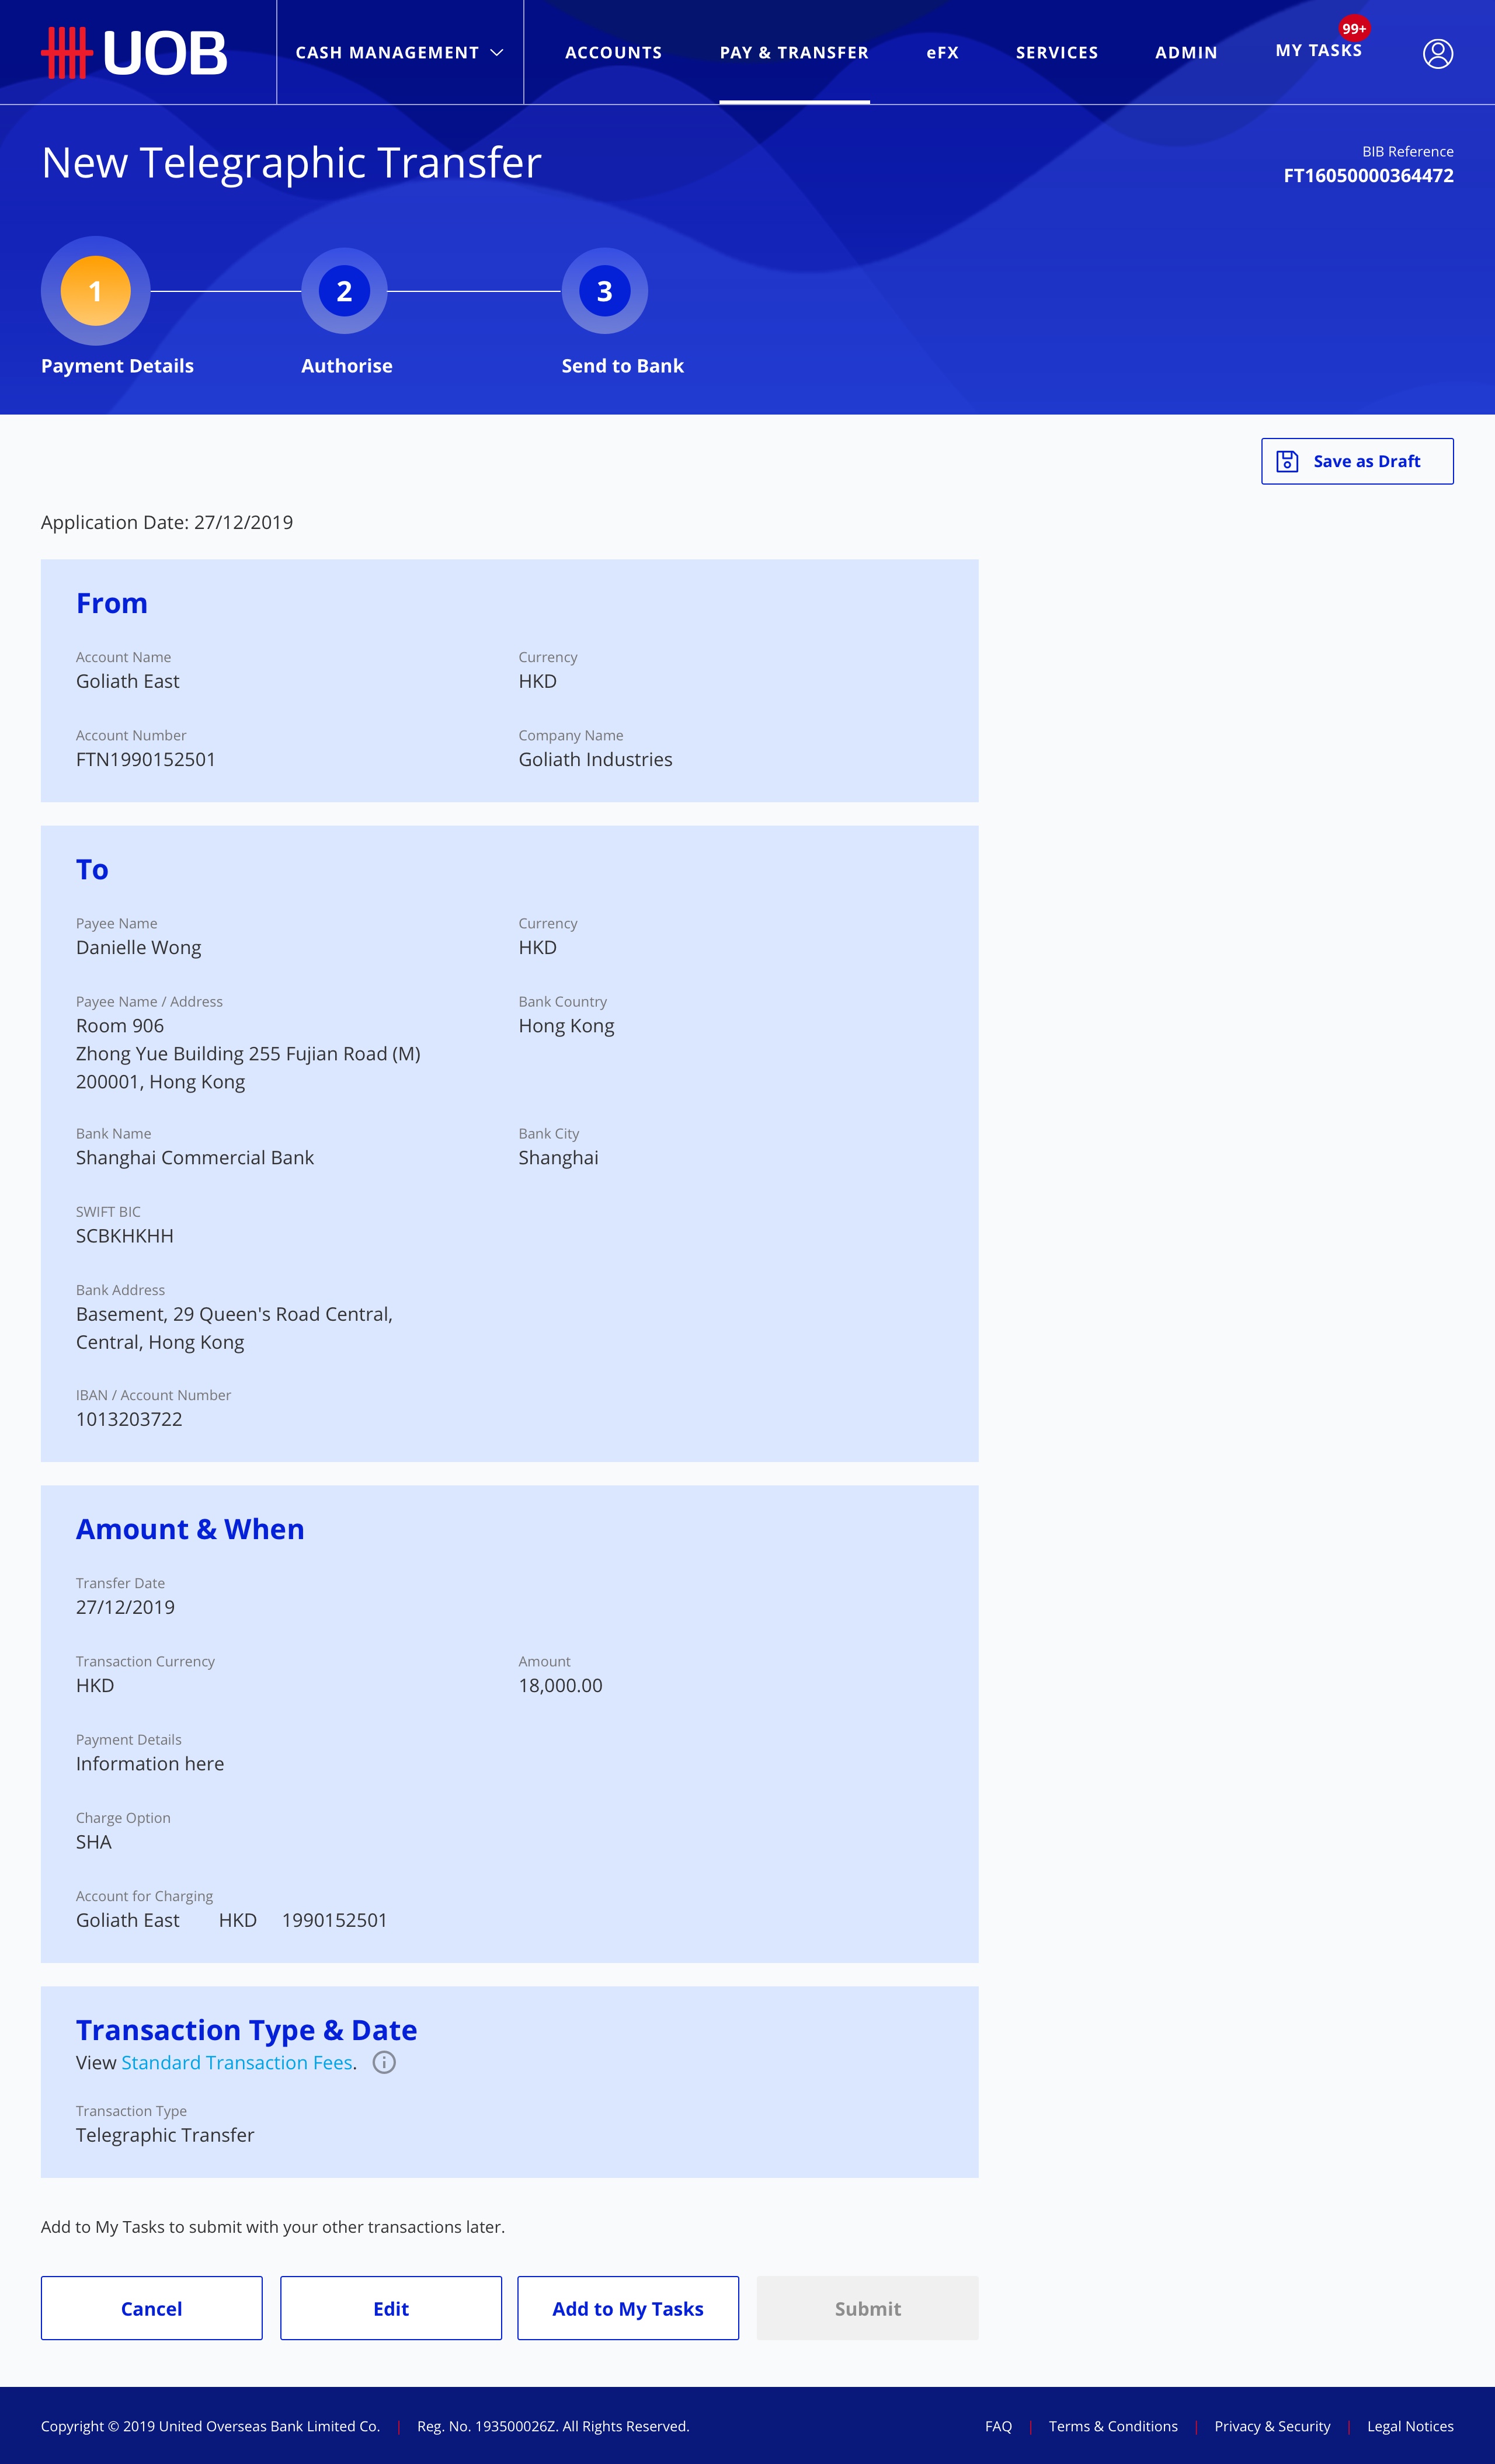 UOB
CASH MANAGEMENT
ACCOUNTS
PAY & TRANSFER
eFX
SERVICES
ADMIN
MY TASKS
99+
New Telegraphic Transfer
BIB Reference
FT16050000364472
1
2
3
Payment Details
Authorise
Send to Bank
Save as Draft
Application Date: 27/12/2019
From
Account Name
Goliath East
Currency
HKD
Account Number
FTN1990152501
Company Name
Goliath Industries
To
Payee Name
Danielle Wong
Currency
HKD
Payee Name / Address
Room 906
Zhong Yue Building 255 Fujian Road (M)
200001, Hong Kong
Bank Country
Hong Kong
Bank Name
Shanghai Commercial Bank
Bank City
Shanghai
SWIFT BIC
SCBKHKHH
Bank Address
Basement, 29 Queen's Road Central,
Central, Hong Kong
IBAN / Account Number
1013203722
Amount & When
Transfer Date
27/12/2019
Transaction Currency
HKD
Amount
18,000.00
Payment Details
Information here
Charge Option
SHA
Account for Charging
Goliath East HKD 1990152501
Transaction Type & Date
View Standard Transaction Fees.
Transaction Type
Telegraphic Transfer
Add to My Tasks to submit with your other transactions later.
Cancel
Edit
Add to My Tasks
Submit
Copyright © 2019 United Overseas Bank Limited Co. | Reg. No. 193500026Z. All Rights Reserved.
FAQ | Terms & Conditions | Privacy & Security | Legal Notices